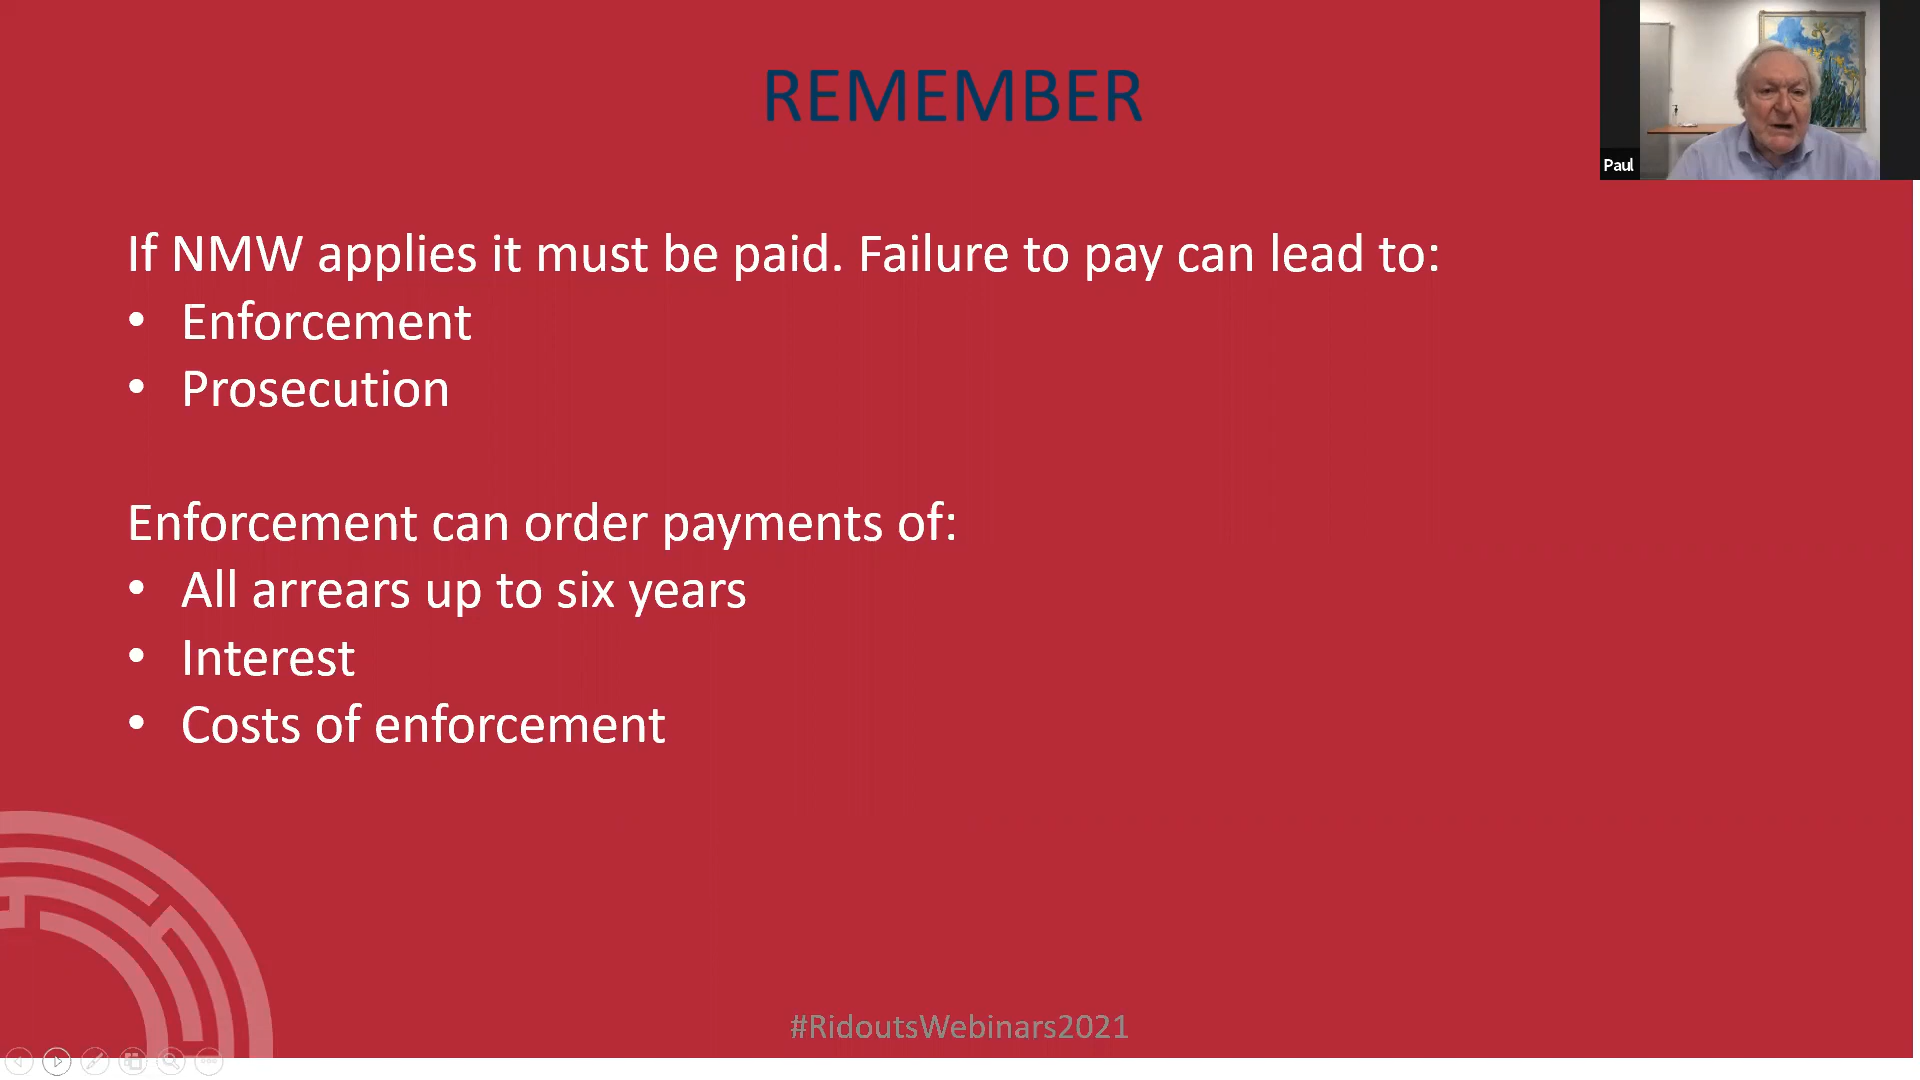 REMEMBER
Paul
If NMW applies it must be paid. Failure to pay can lead to:
• Enforcement
• Prosecution
Enforcement can order payments of:
• All arrears up to six years
• Interest
• Costs of enforcement
#RidoutsWebinars2021